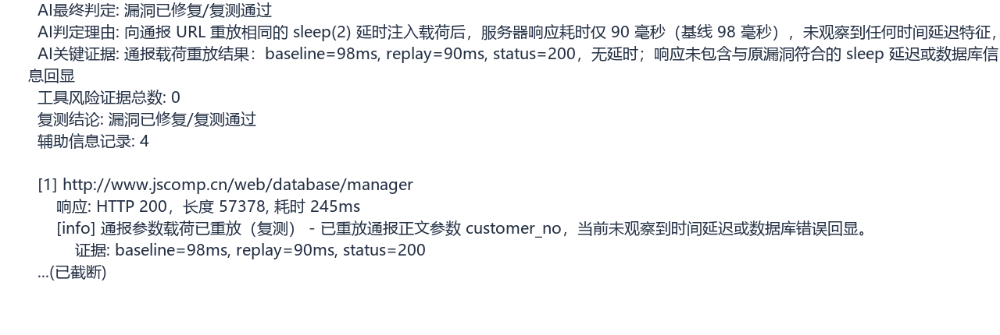 AI最终判定: 漏洞已修复/复测通过
AI判定理由: 向通报 URL 重放相同的 sleep(2) 延时注入载荷后，服务器响应耗时仅 90 毫秒（基线 98 毫秒），未观察到任何时间延迟特征，
AI关键证据: 通报载荷重放结果：baseline=98ms, replay=90ms, status=200，无延时；响应未包含与原漏洞符合的 sleep 延迟或数据库信
息回显
工具风险证据总数: 0
复测结论: 漏洞已修复/复测通过
辅助信息记录: 4
[1] http://www.jscomp.cn/web/database/manager
响应: HTTP 200，长度 57378, 耗时 245ms
[info] 通报参数载荷已重放（复测） - 已重放通报正文参数 customer_no，当前未观察到时间延迟或数据库错误回显。
证据: baseline=98ms, replay=90ms, status=200
...(已截断)